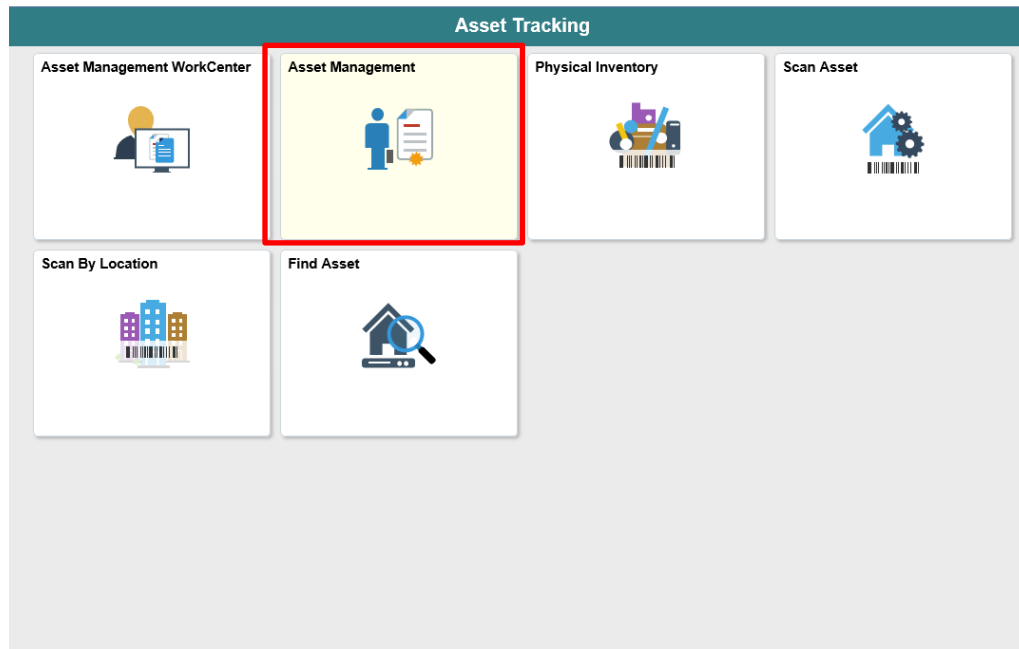 Asset Tracking
Asset Management WorkCenter
Asset Management
Physical Inventory
Scan Asset
Scan By Location
Find Asset